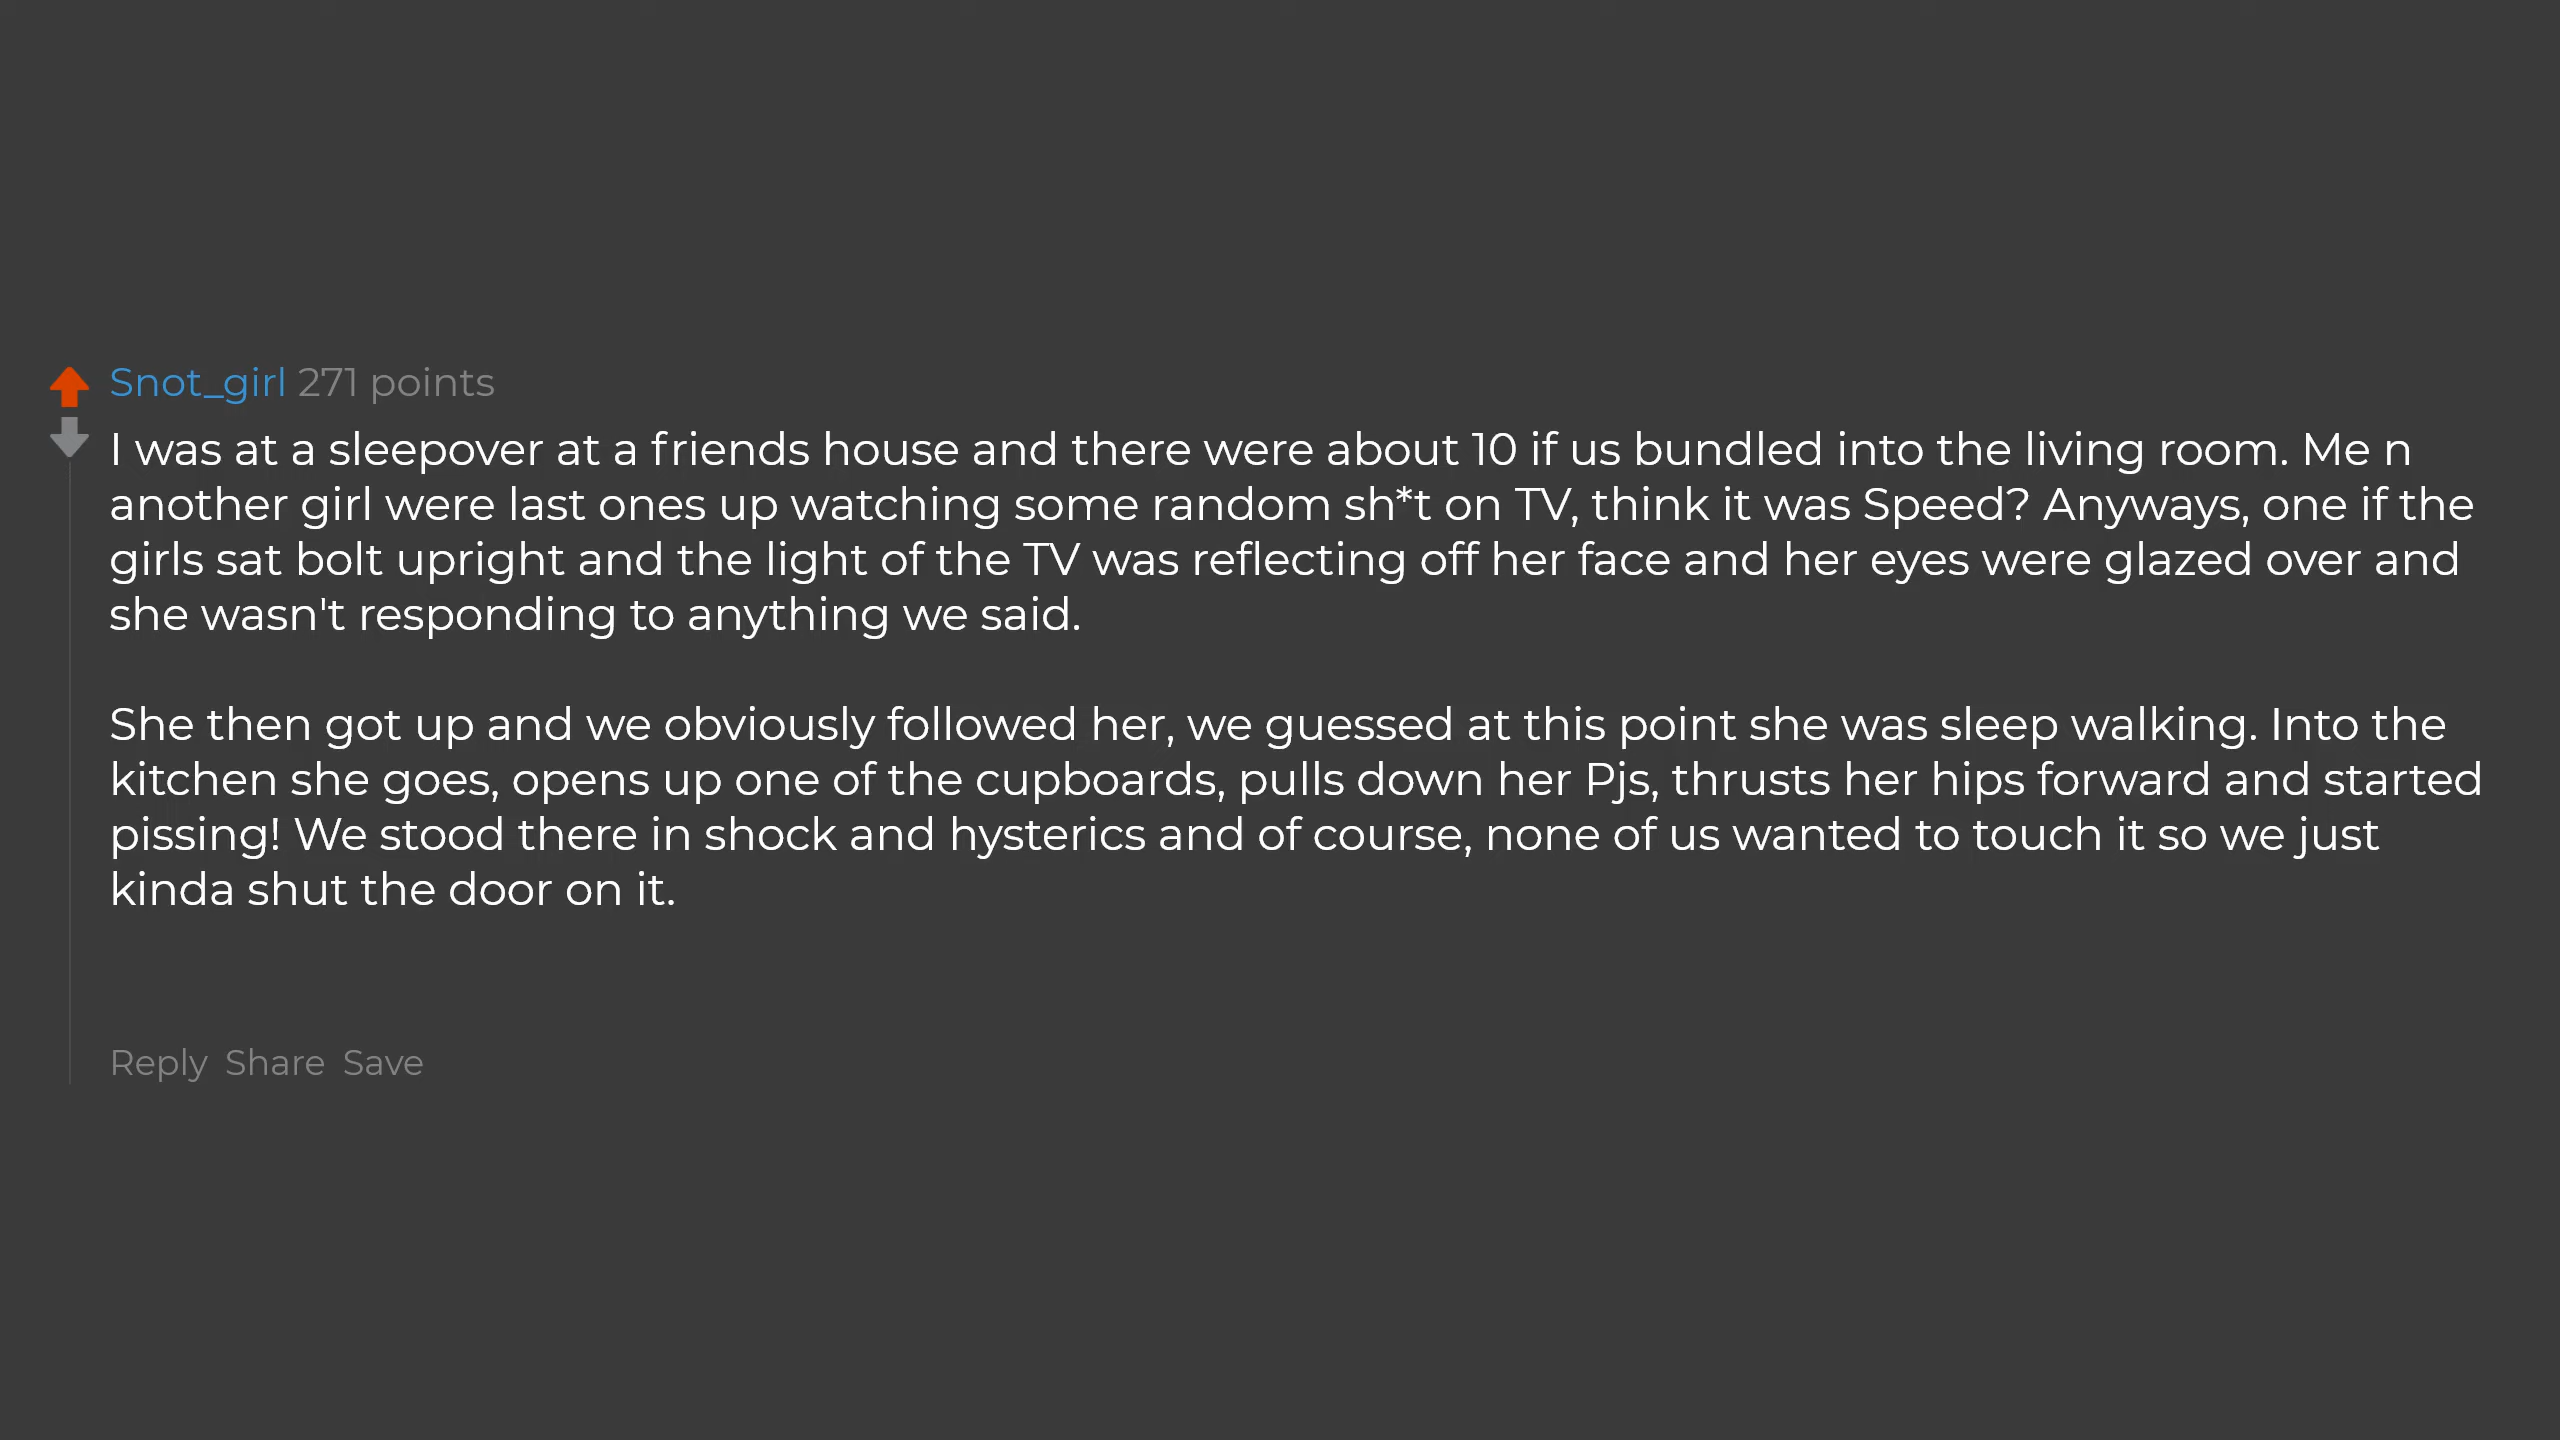 Snot_girl 271 points
I was at a sleepover at a friends house and there were about 10 if us bundled into the living room. Me n
another girl were last ones up watching some random sh*t on TV, think it was Speed? Anyways, one if the
girls sat bolt upright and the light of the TV was reflecting off her face and her eyes were glazed over and
she wasn't responding to anything we said.
She then got up and we obviously followed her, we guessed at this point she was sleep walking. Into the
kitchen she goes, opens up one of the cupboards, pulls down her Pjs, thrusts her hips forward and started
pissing! We stood there in shock and hysterics and of course, none of us wanted to touch it so we just
kinda shut the door on it.
Reply Share Save